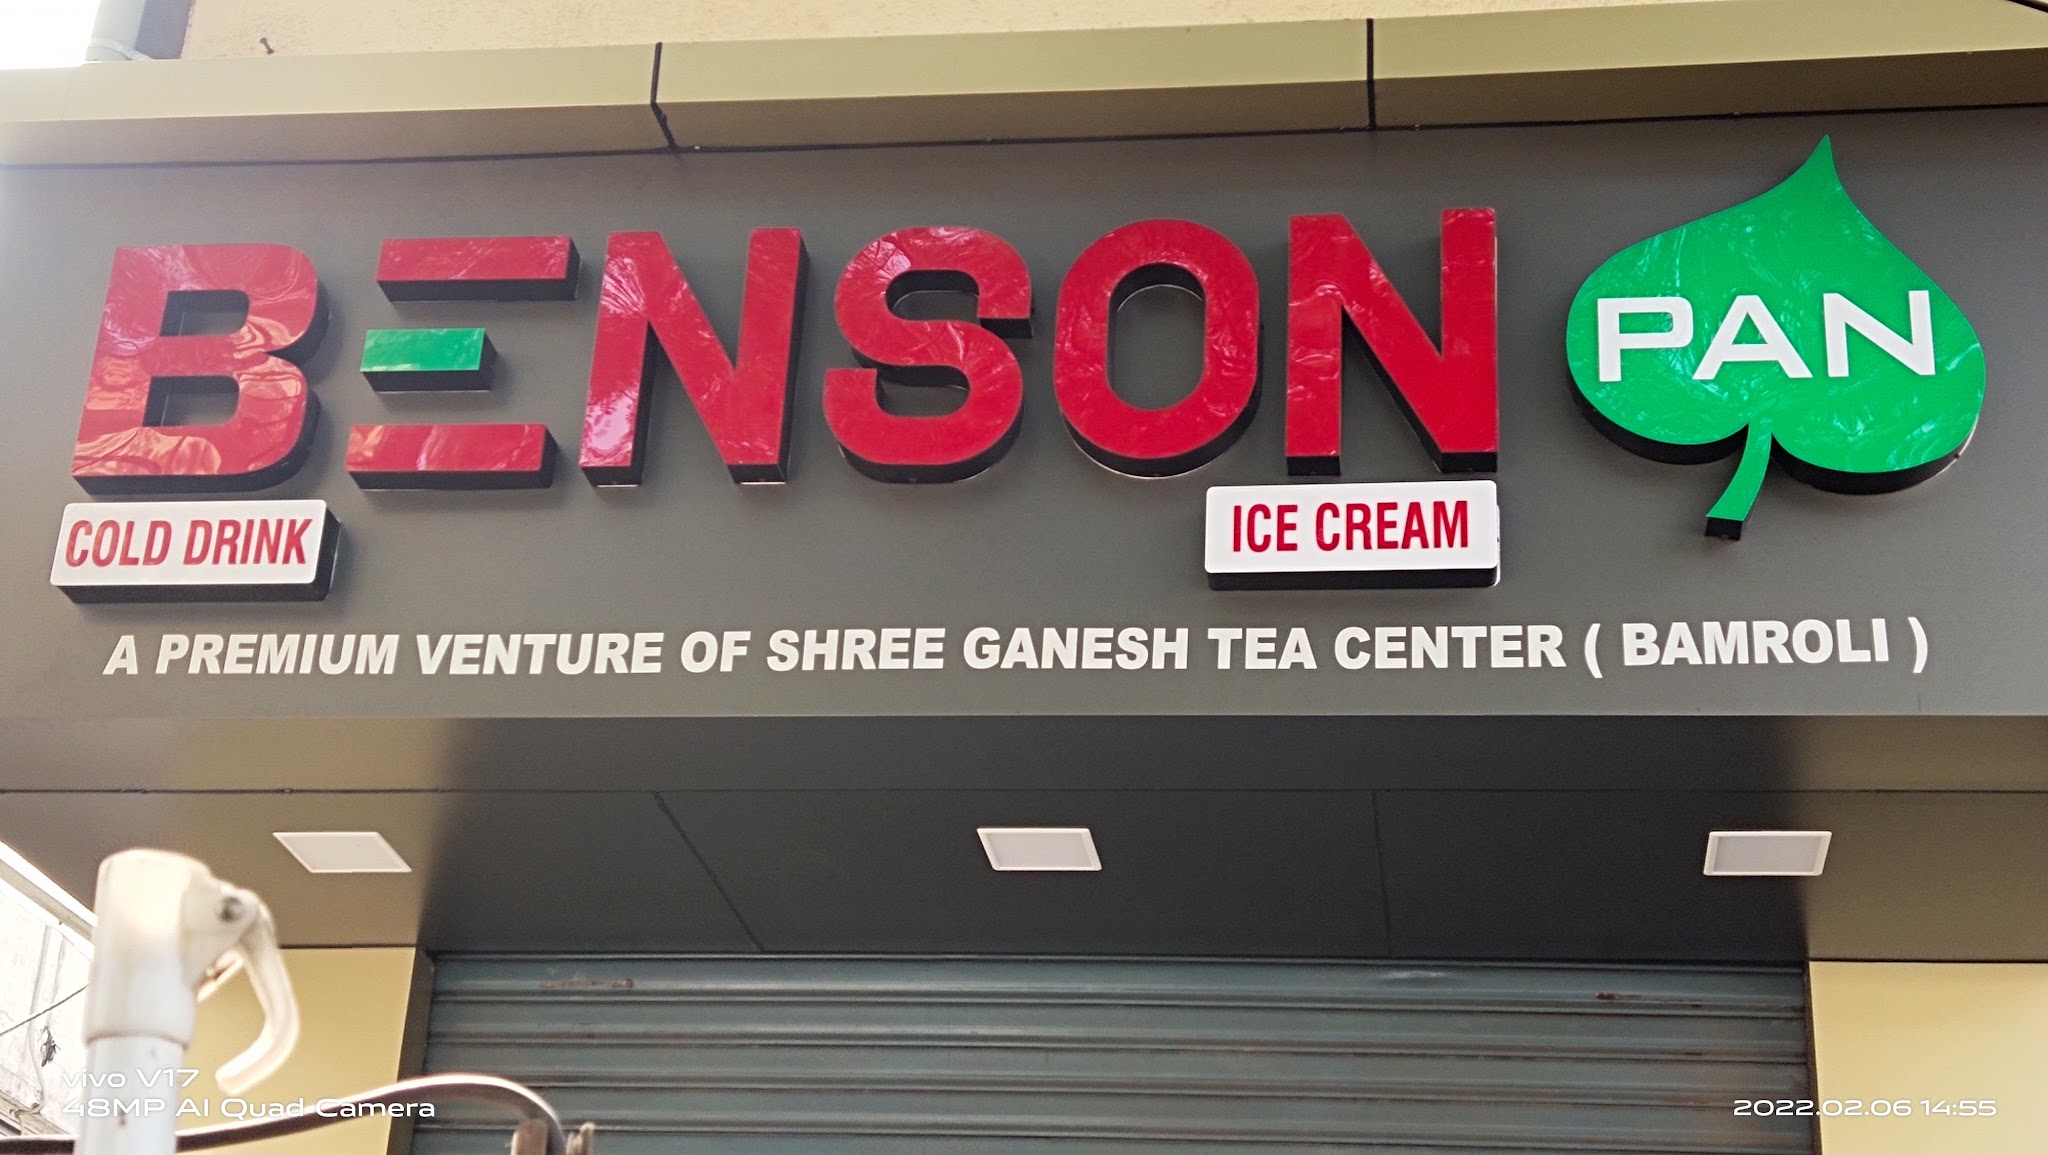 BENSON PAN
COLD DRINK
ICE CREAM
A PREMIUM VENTURE OF SHREE GANESH TEA CENTER ( BAMROLI )
vivo V17
48MP AI Quad Camera
2022.02.06 14:55